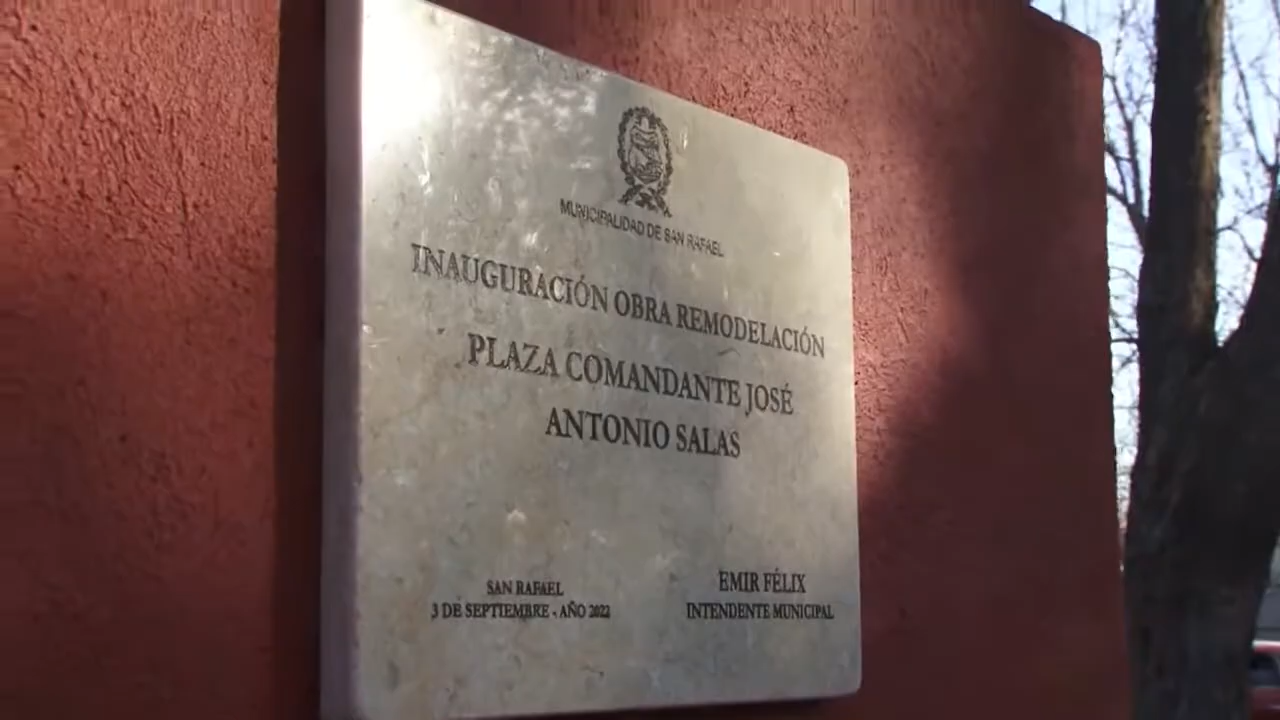 MUNICIPALIDAD DE SAN RAFAEL
INAUGURACIÓN OBRA REMODELACIÓN
PLAZA COMANDANTE JOSÉ
ANTONIO SALAS
SAN RAFAEL
3 DE SEPTIEMBRE - AÑO 2022
EMIR FÉLIX
INTENDENTE MUNICIPAL